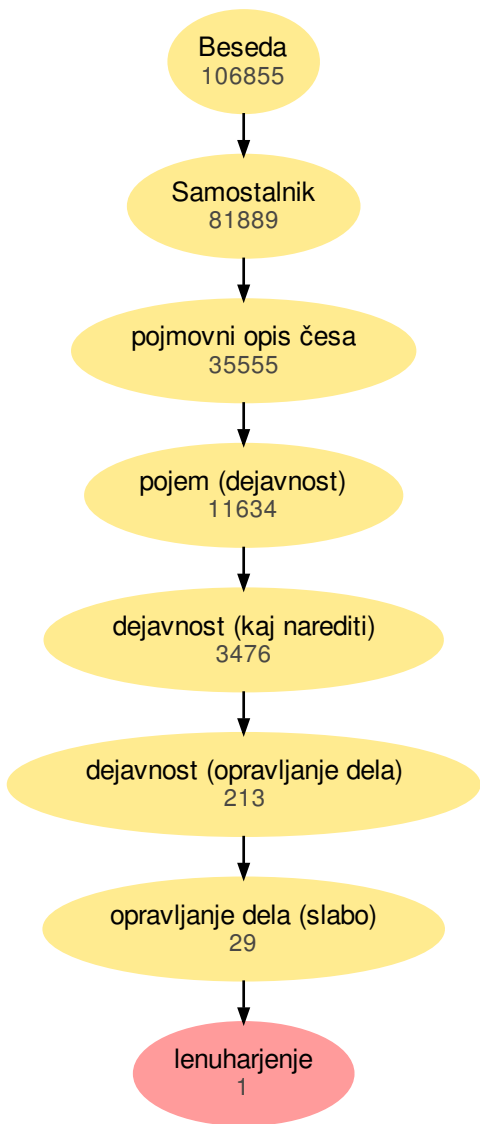 Beseda
106855
Samostalnik
81889
pojmovni opis česa
35555
pojem (dejavnost)
11634
dejavnost (kaj narediti)
3476
dejavnost (opravljanje dela)
213
opravljanje dela (slabo)
29
lenuharjenje
1